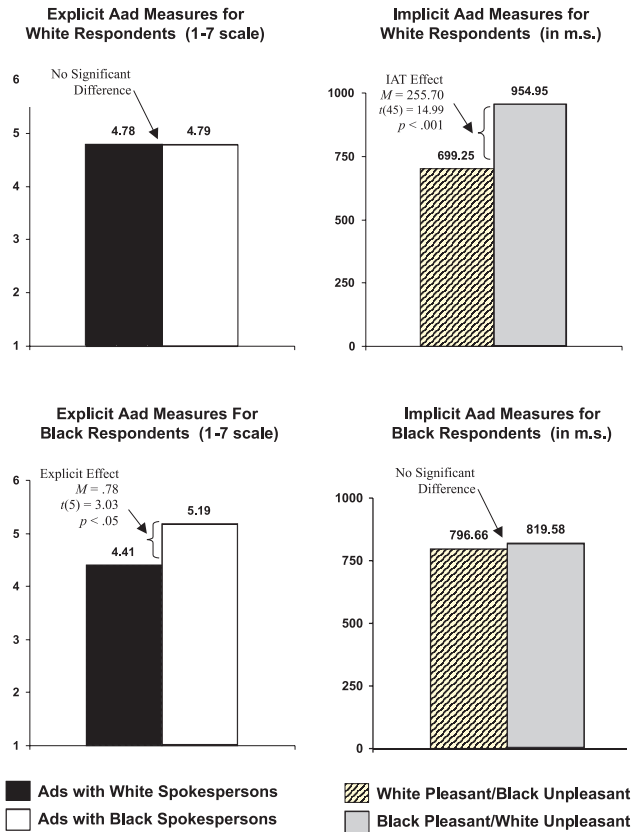 Explicit Aad Measures for
White Respondents (1-7 scale)
No Significant
Difference
6
5
4
3
2
1
4.78
4.79
Implicit Aad Measures for
White Respondents (in m.s.)
IAT Effect
M = 255.70
t(45) = 14.99
p < .001
954.95
699.25
1000
750
500
250
0
Explicit Aad Measures For
Black Respondents (1-7 scale)
Explicit Effect
M = .78
t(5) = 3.03
p < .05
6
5
4
3
2
1
4.41
5.19
Implicit Aad Measures for
Black Respondents (in m.s.)
No Significant
Difference
1000
750
500
250
0
796.66
819.58
Ads with White Spokespersons
Ads with Black Spokespersons
White Pleasant/Black Unpleasant
Black Pleasant/White Unpleasant